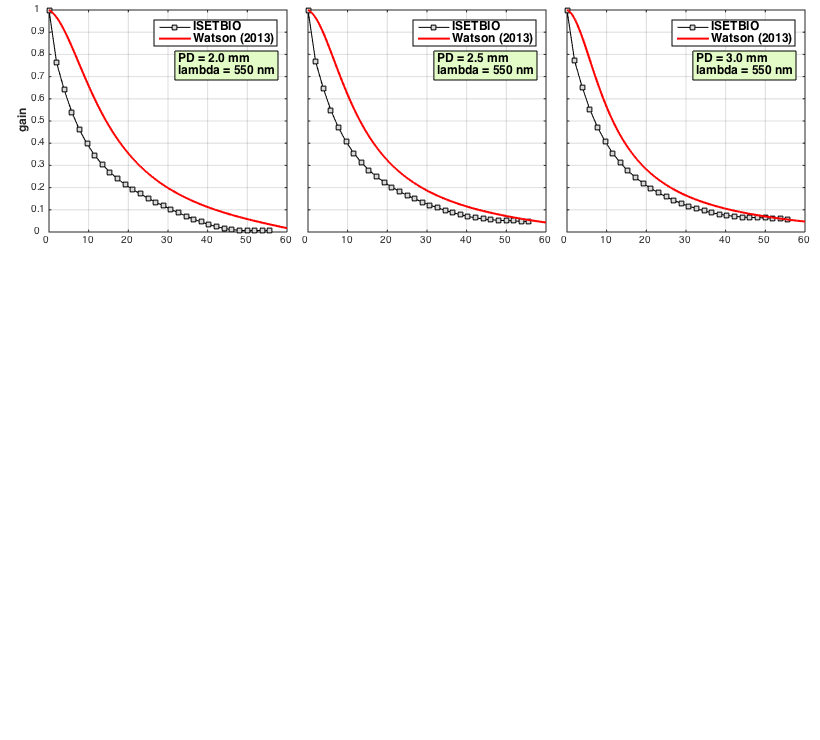 ISETBIO
Watson (2013)
PD = 2.0 mm
lambda = 550 nm
gain
1
0.9
0.8
0.7
0.6
0.5
0.4
0.3
0.2
0.1
0
0 10 20 30 40 50 60
ISETBIO
Watson (2013)
PD = 2.5 mm
lambda = 550 nm
0 10 20 30 40 50 60
ISETBIO
Watson (2013)
PD = 3.0 mm
lambda = 550 nm
0 10 20 30 40 50 60